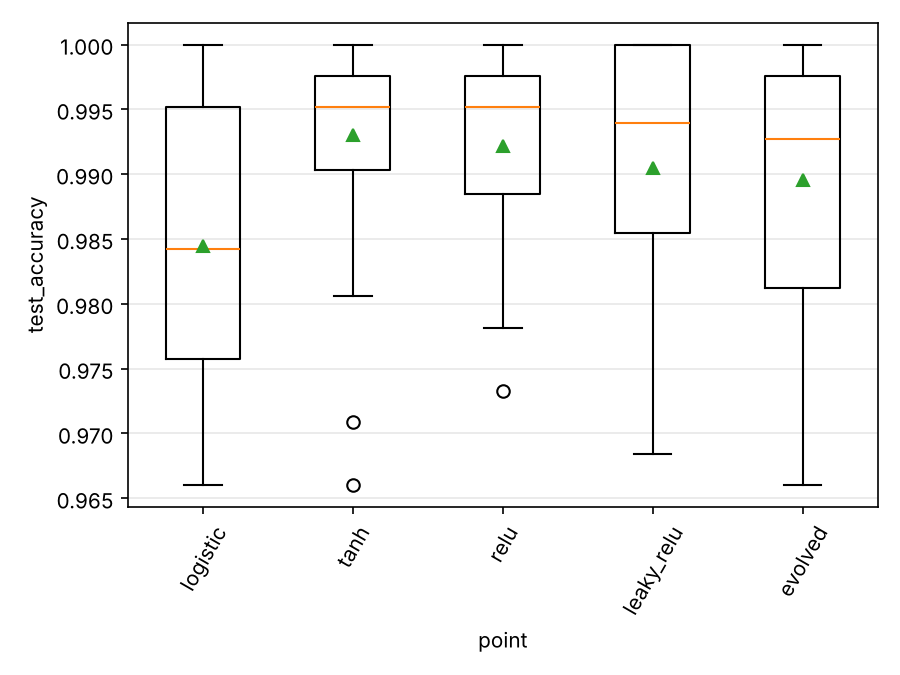 test_accuracy
1.000
0.995
0.990
0.985
0.980
0.975
0.970
0.965
logistic
tanh
relu
leaky_relu
evolved
point